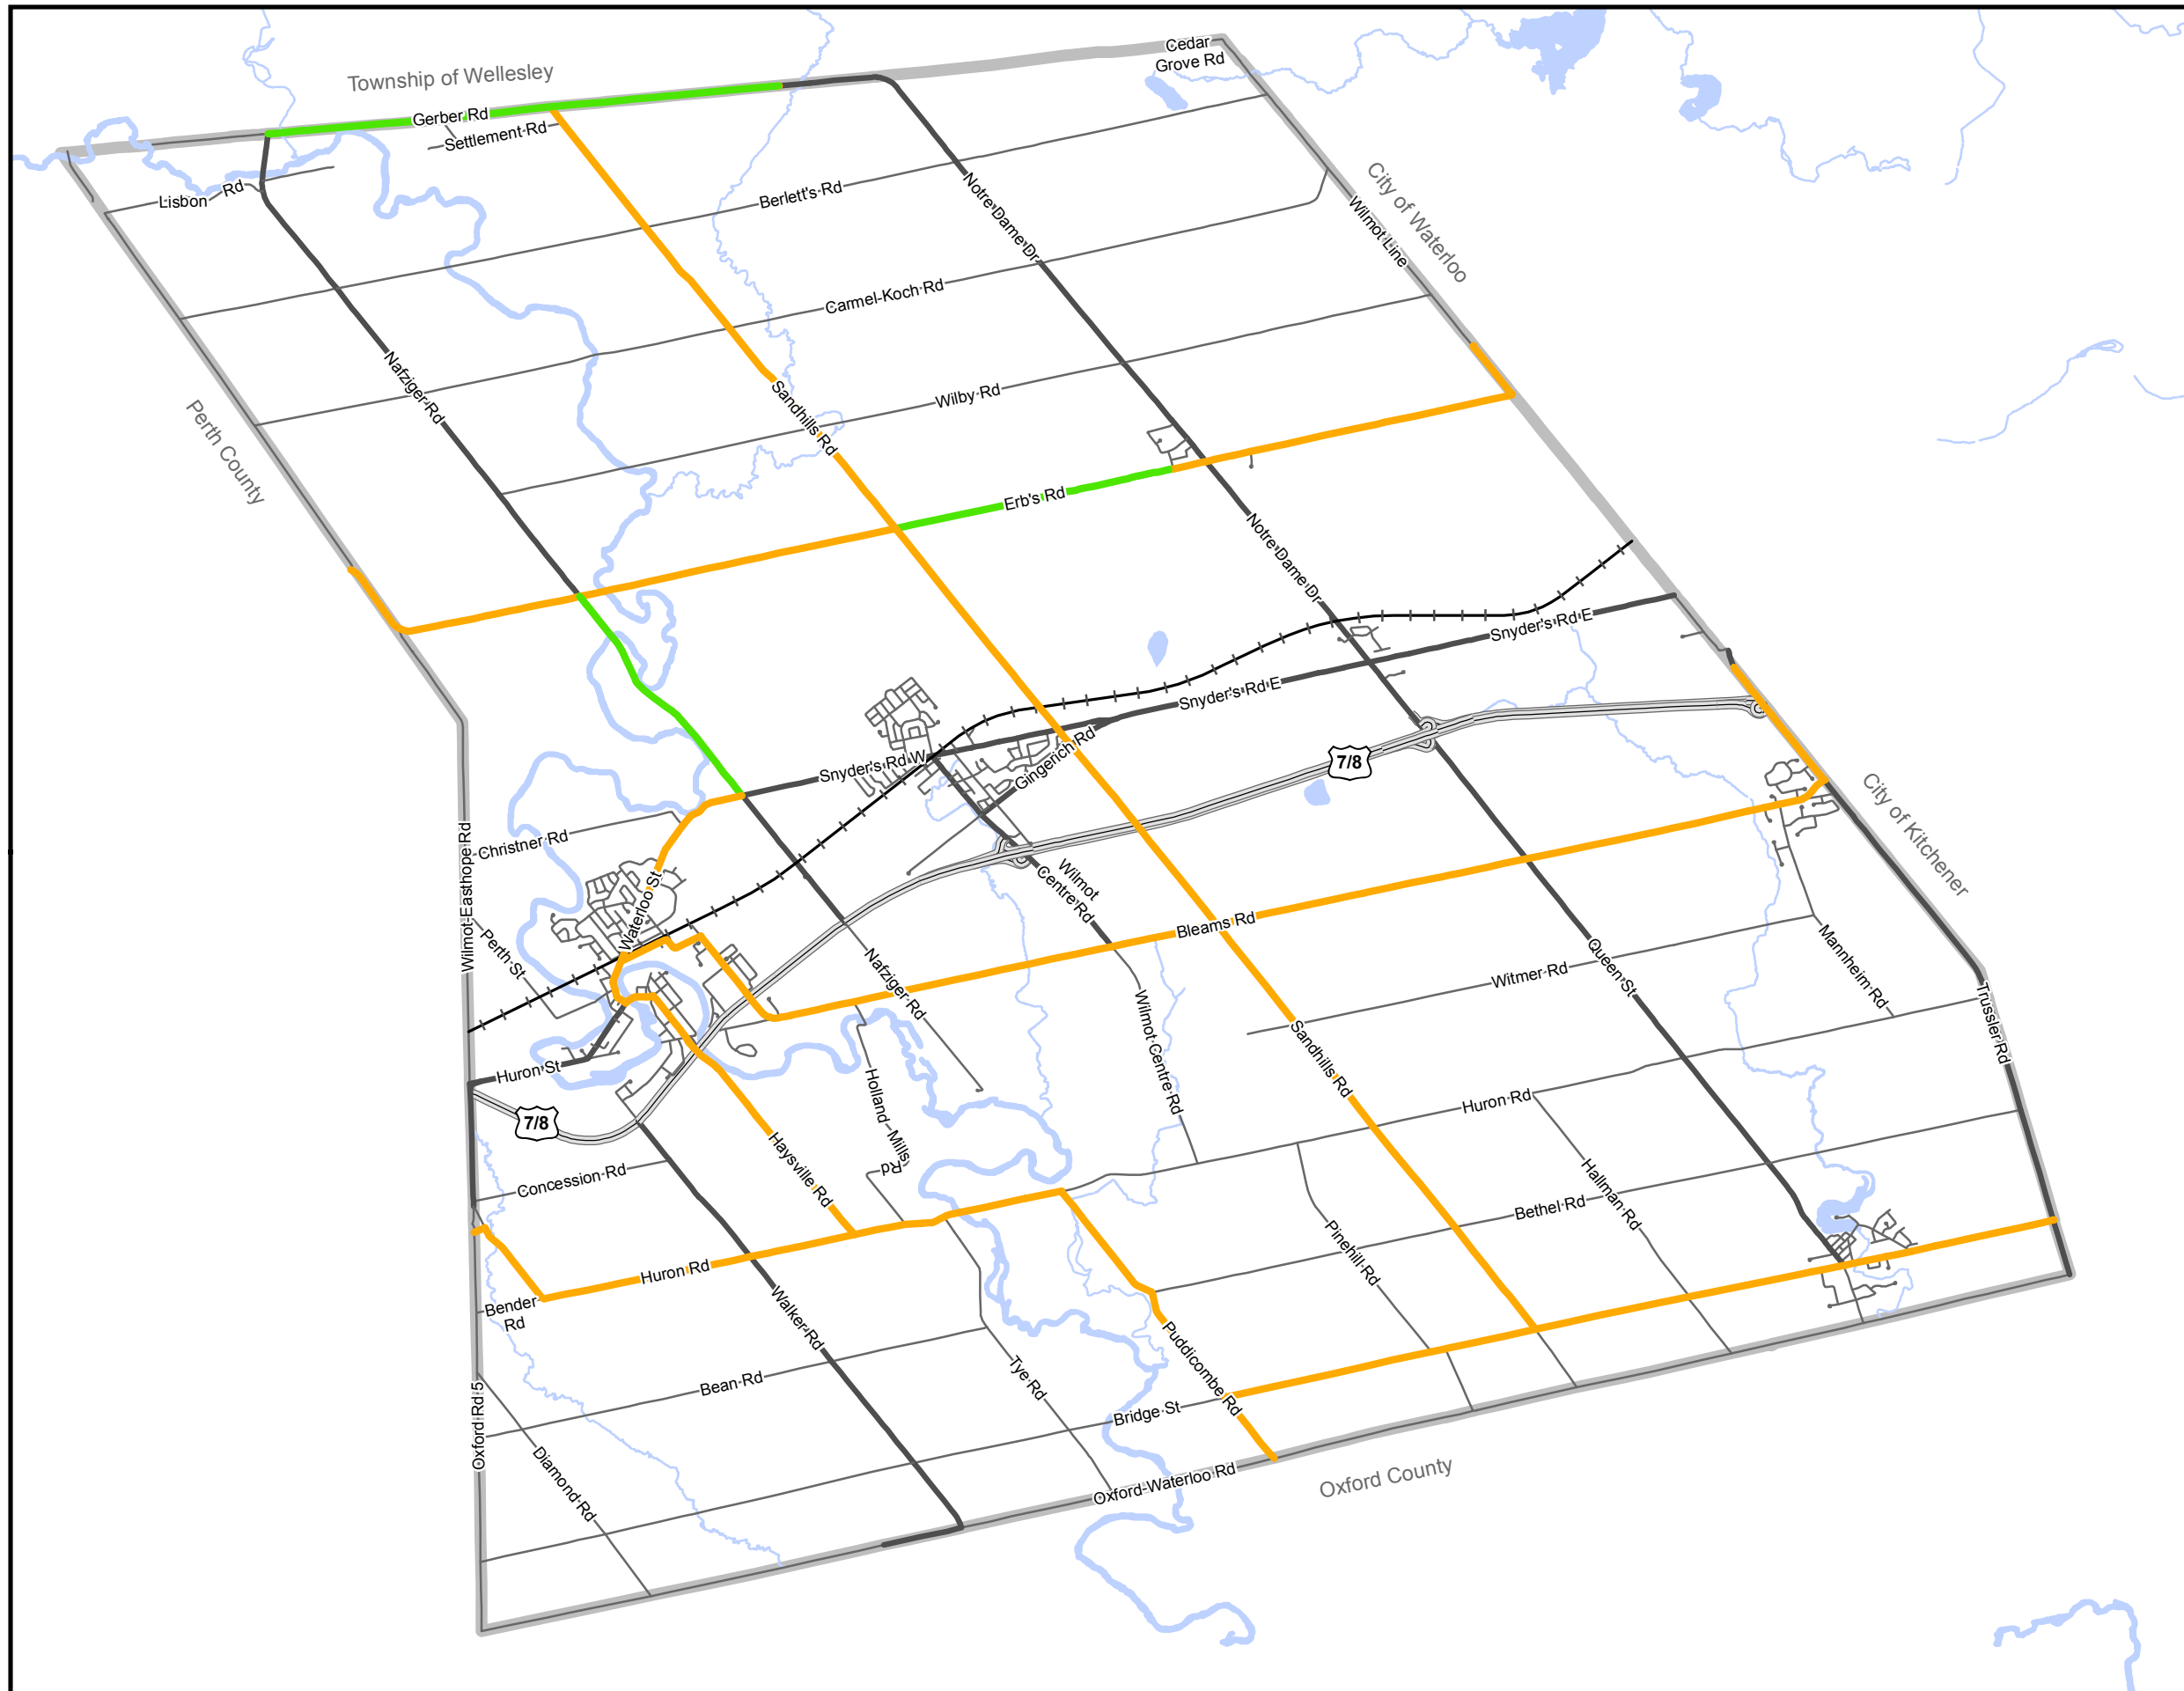 Cedar
Grove Rd
Township of Wellesley
Gerber Rd
Settlement Rd
Lisbon Rd
Berlett's Rd
Notre Dame Dr
City of Waterloo
Wilmot Line
Carmel-Koch Rd
Nafziger Rd
Sandhills Rd
Wilby Rd
Perth County
Erb's Rd
Notre Dame Dr
Snyder's Rd E
Snyder's Rd E
Gingerich Rd
Snyder's Rd W
7/8
City of Kitchener
Christner Rd
Wilmot-Easthope Rd
Waterloo St
Wilmot
Centre Rd
Bleams Rd
Perth St
Nafziger Rd
Queen St
Witmer Rd
Mannheim Rd
Trussler Rd
Wilmot Centre Rd
Sandhills Rd
Huron St
7/8
Holland Mills
Rd
Huron Rd
Haysville Rd
Concession Rd
Hallman Rd
Bethel Rd
Pinehill Rd
Huron Rd
Bender
Rd
Walker Rd
Puddicombe Rd
Tye Rd
Bean Rd
Bridge St
Oxford Rd 5
Diamond Rd
Oxford-Waterloo Rd
Oxford County